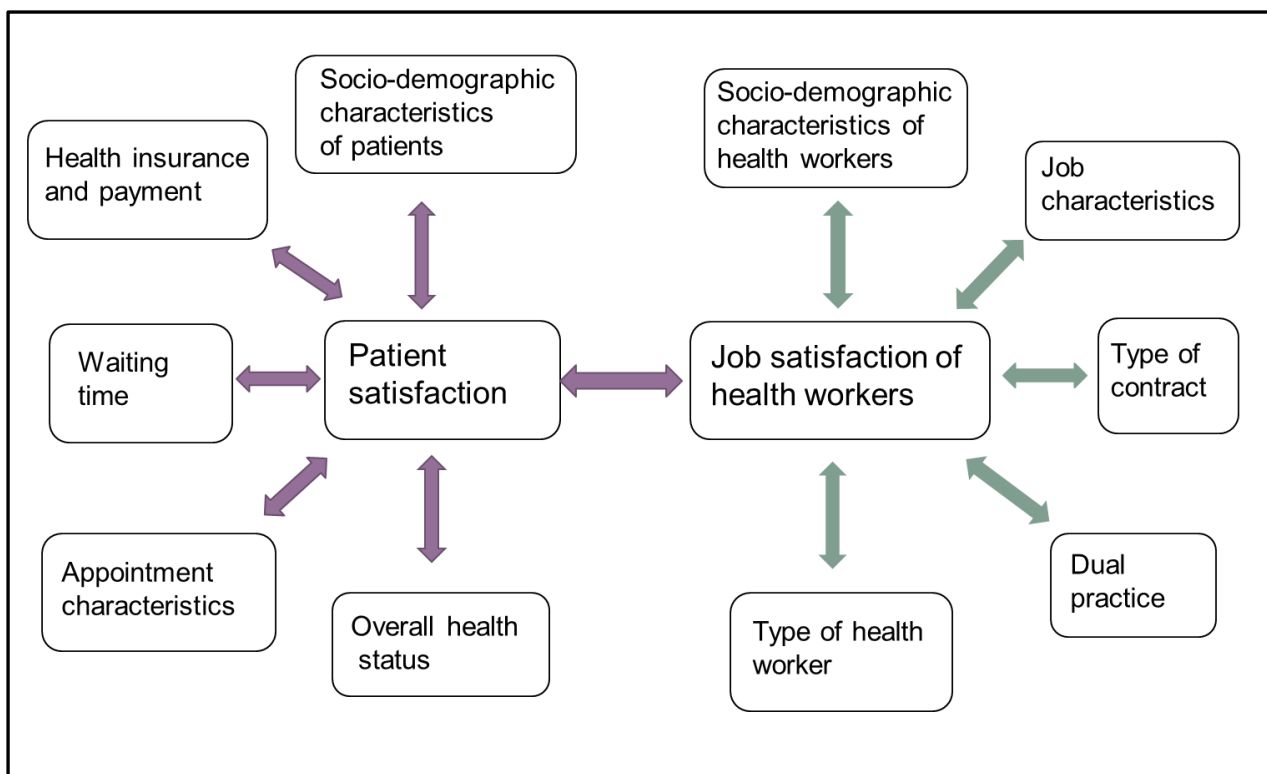 Socio-demographic
characteristics
of patients
Socio-demographic
characteristics of
health workers
Health insurance
and payment
Job
characteristics
Waiting
time
Patient
satisfaction
Job satisfaction of
health workers
Type of
contract
Appointment
characteristics
Overall health
status
Type of health
worker
Dual
practice